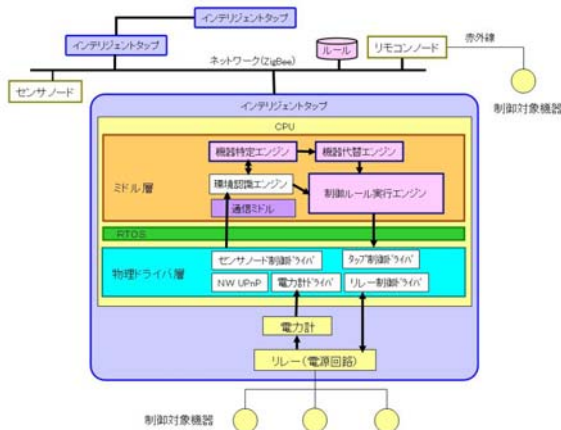 インテリジェントタップ
インテリジェントタップ
ルール
リモコンノード
赤外線
ネットワーク(ZigBee)
センサノード
制御対象機器
インテリジェントタップ
CPU
機器特定エンジン
機器代替エンジン
ミドル層
環境認識エンジン
制御ルール実行エンジン
通信ミドル
RTOS
センサノード制御ドライバ
タップ制御ドライバ
物理ドライバ層
NW UPnP
電力計ドライバ
リレー制御ドライバ
電力計
リレー(電源回路)
制御対象機器